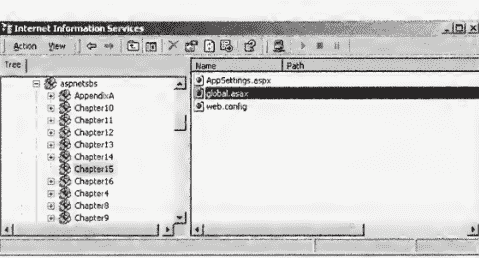 Internet Information Services
Action View
Tree
aspnetsbs
AppendixA
Chapter10
Chapter11
Chapter12
Chapter13
Chapter14
Chapter15
Chapter16
Chapter4
Chapter8
Chapter9
Name Path
AppSettings.aspx
global.asax
web.config